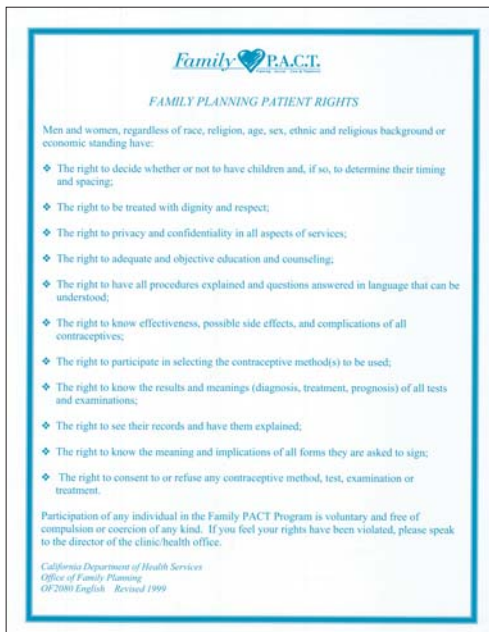 Family P.A.C.T.
FAMILY PLANNING PATIENT RIGHTS
Men and women, regardless of race, religion, age, sex, ethnic and religious background or
economic standing have:
❖ The right to decide whether or not to have children and, if so, to determine their timing
and spacing;
❖ The right to be treated with dignity and respect;
❖ The right to privacy and confidentiality in all aspects of services;
❖ The right to adequate and objective education and counseling;
❖ The right to have all procedures explained and questions answered in language that can be
understood;
❖ The right to know effectiveness, possible side effects, and complications of all
contraceptives;
❖ The right to participate in selecting the contraceptive method(s) to be used;
❖ The right to know the results and meanings (diagnosis, treatment, prognosis) of all tests
and examinations;
❖ The right to see their records and have them explained;
❖ The right to know the meaning and implications of all forms they are asked to sign;
❖ The right to consent to or refuse any contraceptive method, test, examination or
treatment.
Participation of any individual in the Family PACT Program is voluntary and free of
compulsion or coercion of any kind. If you feel your rights have been violated, please speak
to the director of the clinic/health office.
California Department of Health Services
Office of Family Planning
OF2080 English Revised 1999